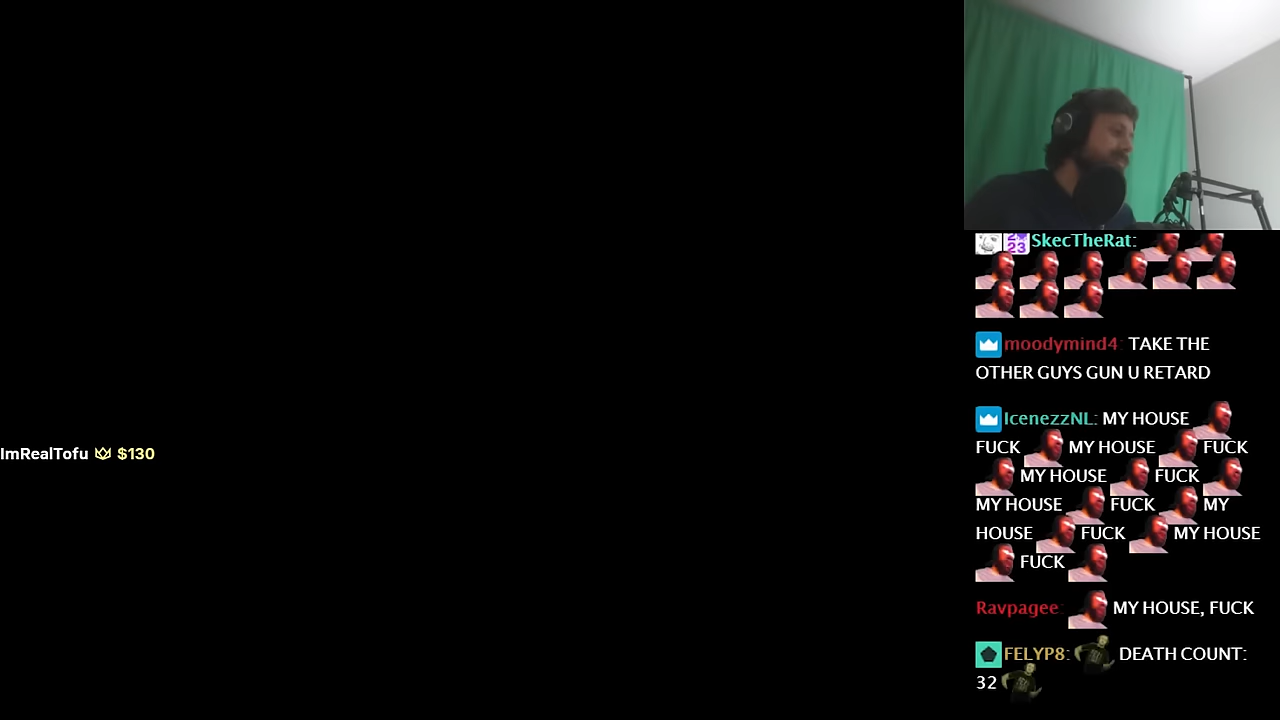 SkecTheRat:
moodymind4: TAKE THE
OTHER GUYS GUN U RETARD
IcenezzNL: MY HOUSE
FUCK MY HOUSE FUCK
MY HOUSE FUCK
MY HOUSE FUCK MY
HOUSE FUCK MY HOUSE
FUCK
ImRealTofu $130
Ravpagee: MY HOUSE, FUCK
FELYP8: DEATH COUNT:
32